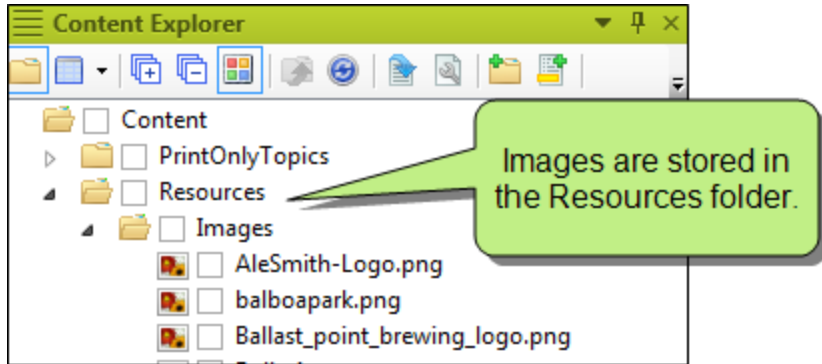 Content Explorer
Content
PrintOnlyTopics
Resources
Images are stored in
the Resources folder.
Images
AleSmith-Logo.png
balboapark.png
Ballast_point_brewing_logo.png